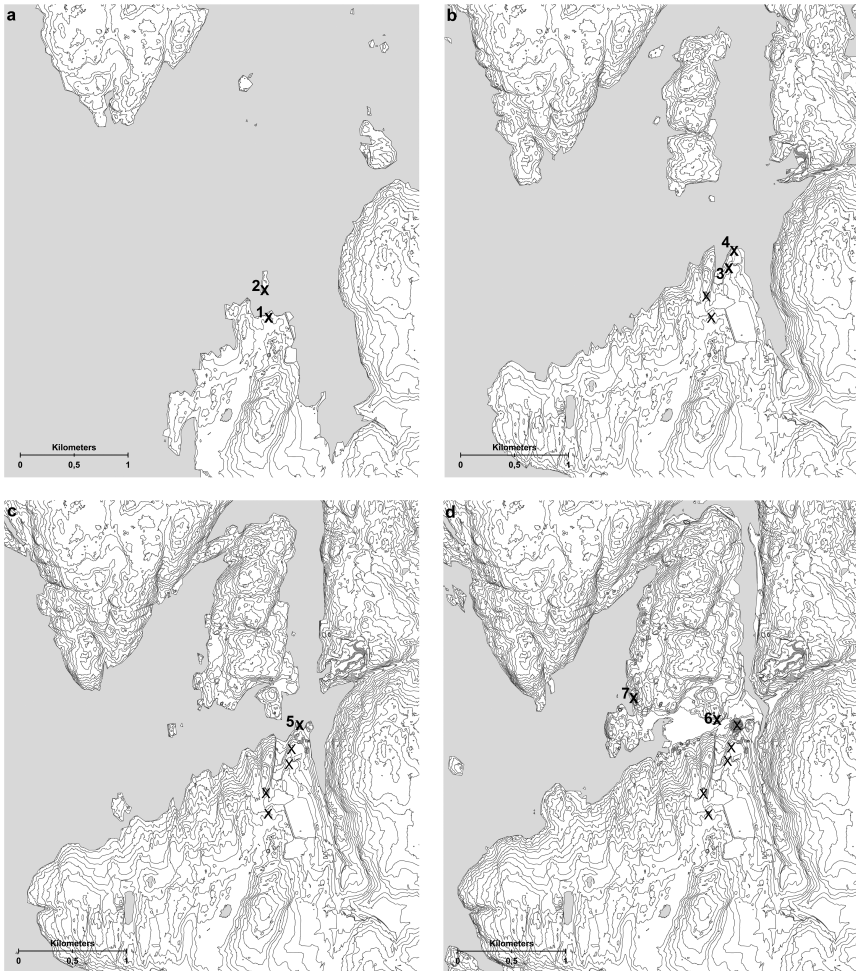 a
2X
1X
Kilometers
0 0,5 1
b
4X
3X
X
X
Kilometers
0 0,5 1
c
5X
X
X
X
X
Kilometers
0 0,5 1
d
7X
6X X
X
X
X
X
Kilometers
0 0,5 1